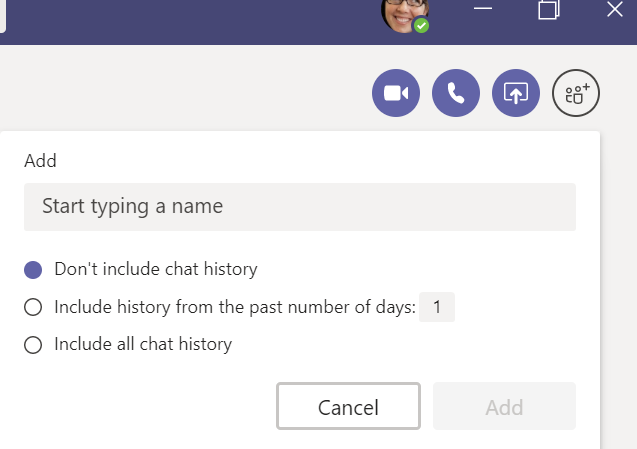 Add
Start typing a name
Don't include chat history
Include history from the past number of days: 1
Include all chat history
Cancel
Add